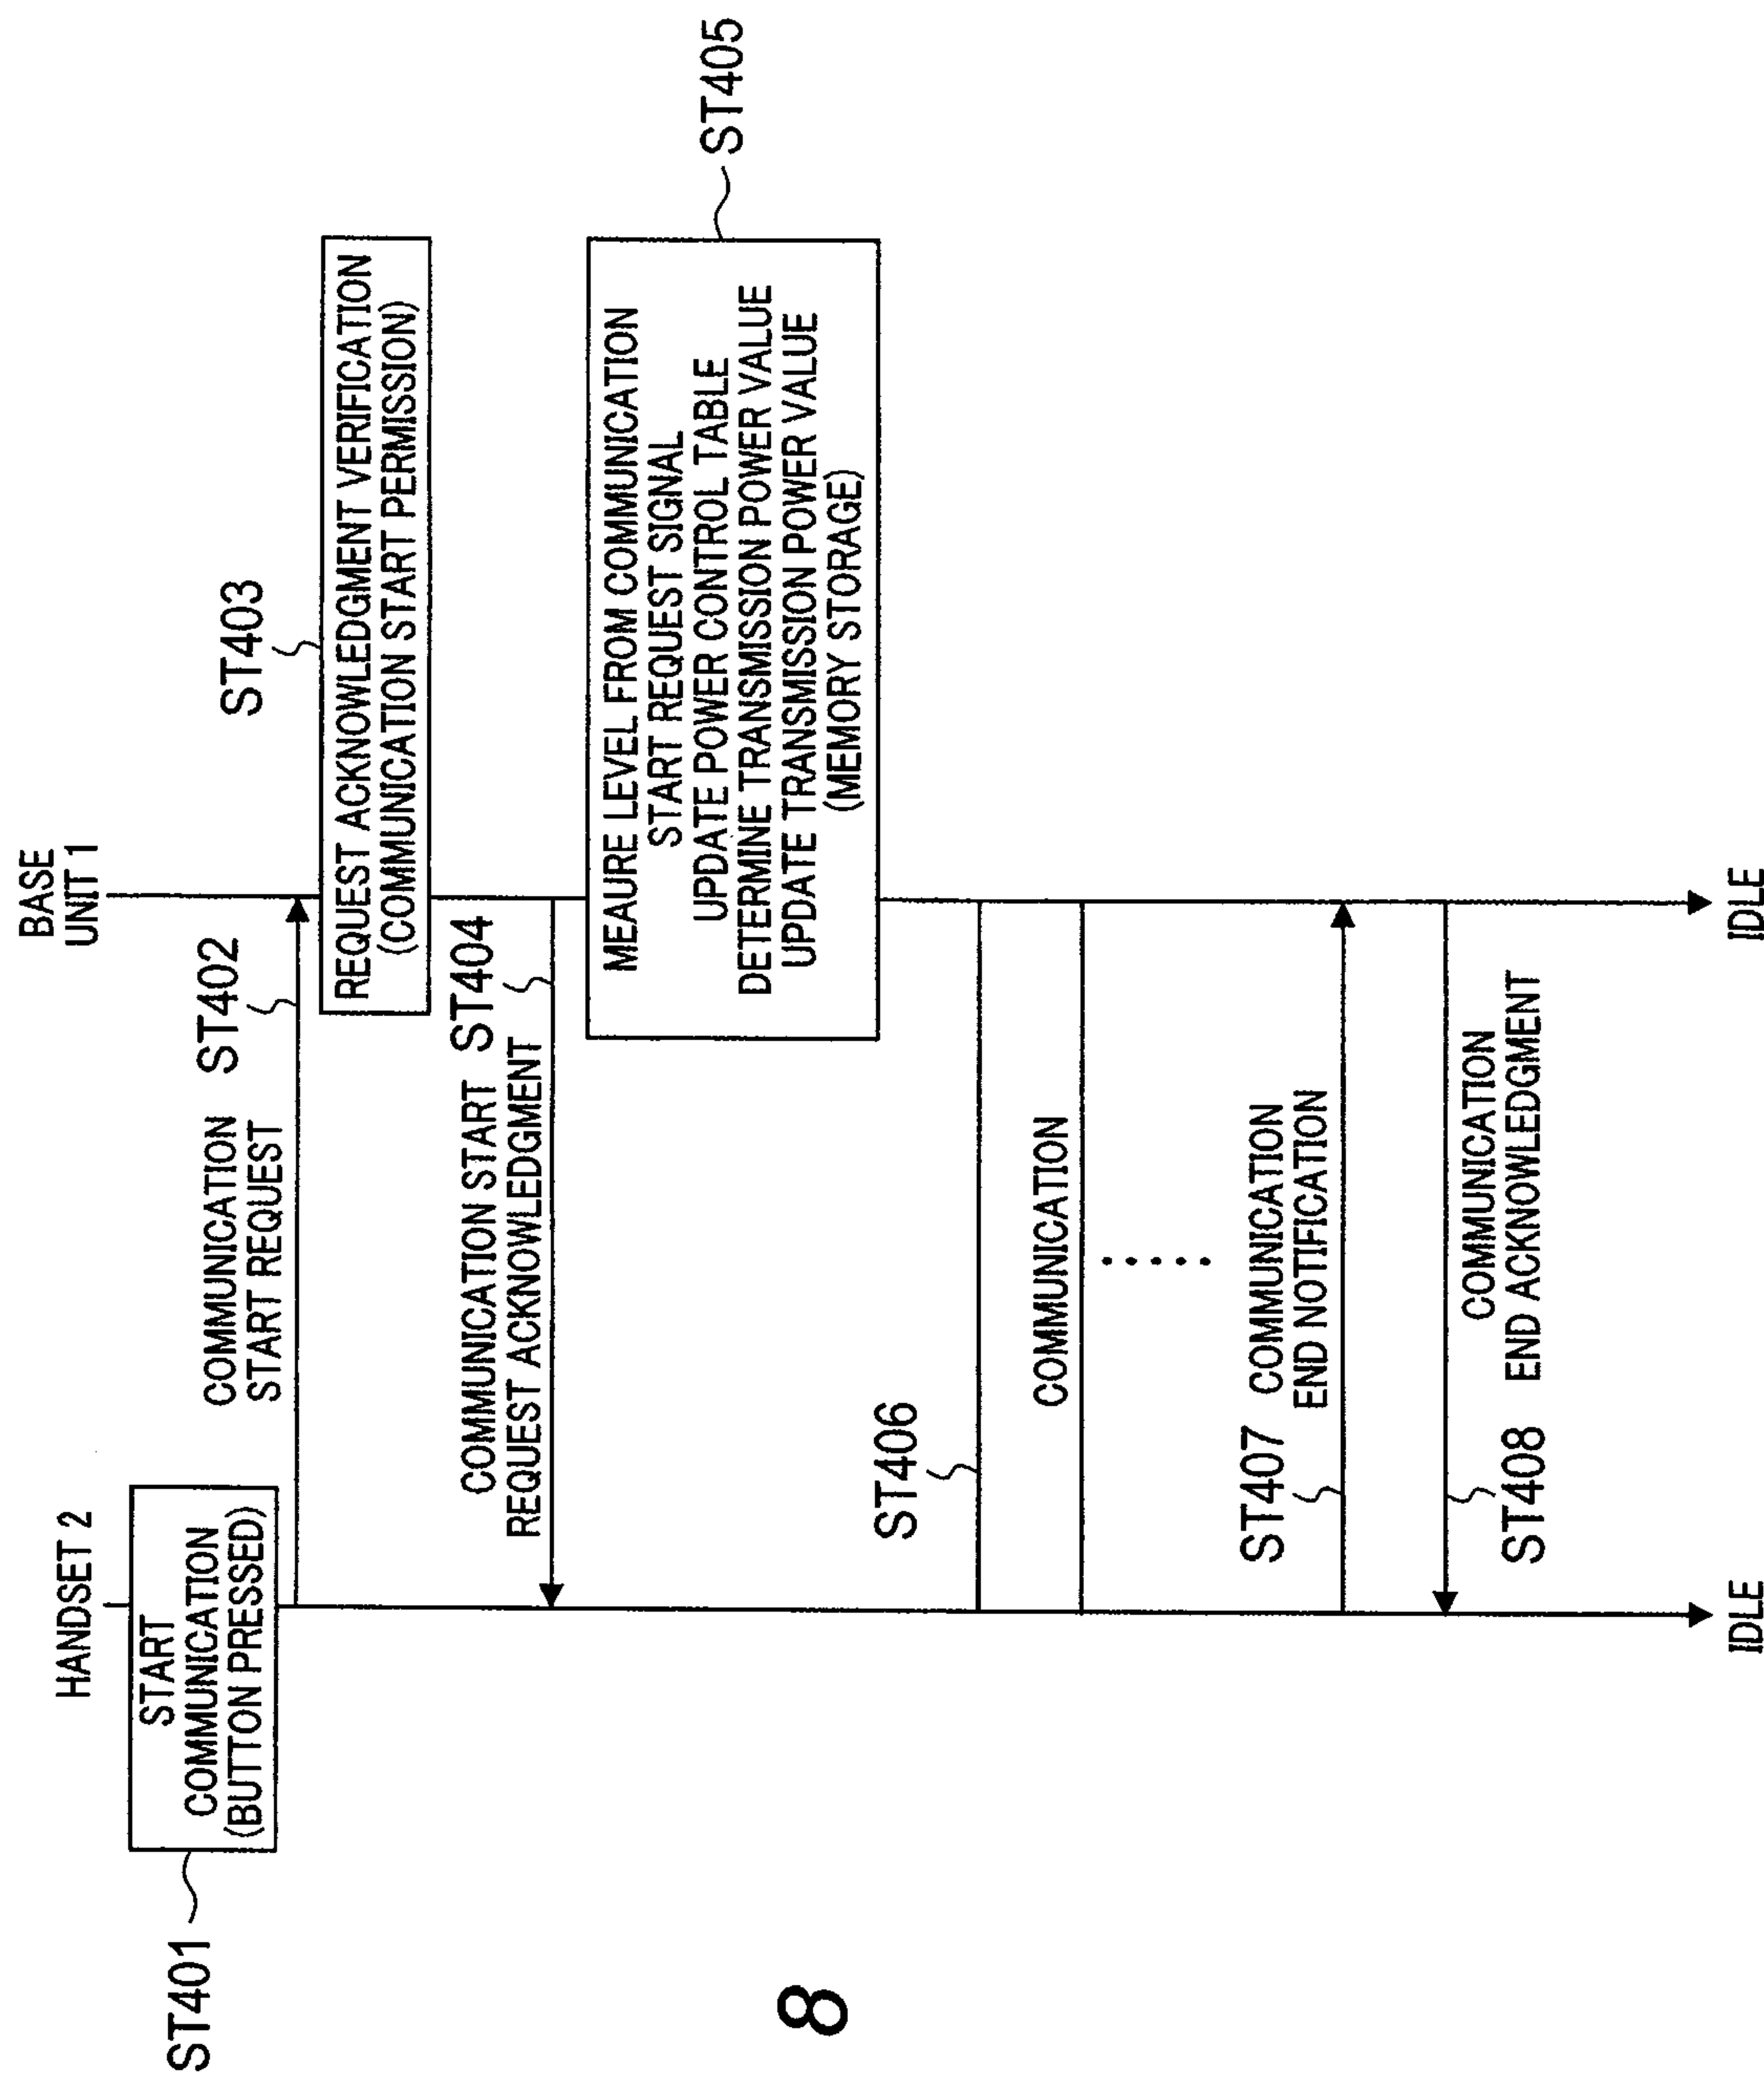 HANDSET 2
BASE
UNIT 1
ST401
START
COMMUNICATION
(BUTTON PRESSED)
COMMUNICATION
START REQUEST
ST402
ST403
REQUEST ACKNOWLEDGMENT VERIFICATION
(COMMUNICATION START PERMISSION)
COMMUNICATION START
REQUEST ACKNOWLEDGMENT
ST404
ST405
MEAURE LEVEL FROM COMMUNICATION
START REQUEST SIGNAL
UPDATE POWER CONTROL TABLE
DETERMINE TRANSMISSION POWER VALUE
UPDATE TRANSMISSION POWER VALUE
(MEMORY STORAGE)
ST406
COMMUNICATION
ST407
COMMUNICATION
END NOTIFICATION
ST408
COMMUNICATION
END ACKNOWLEDGMENT
IDLE
IDLE
8